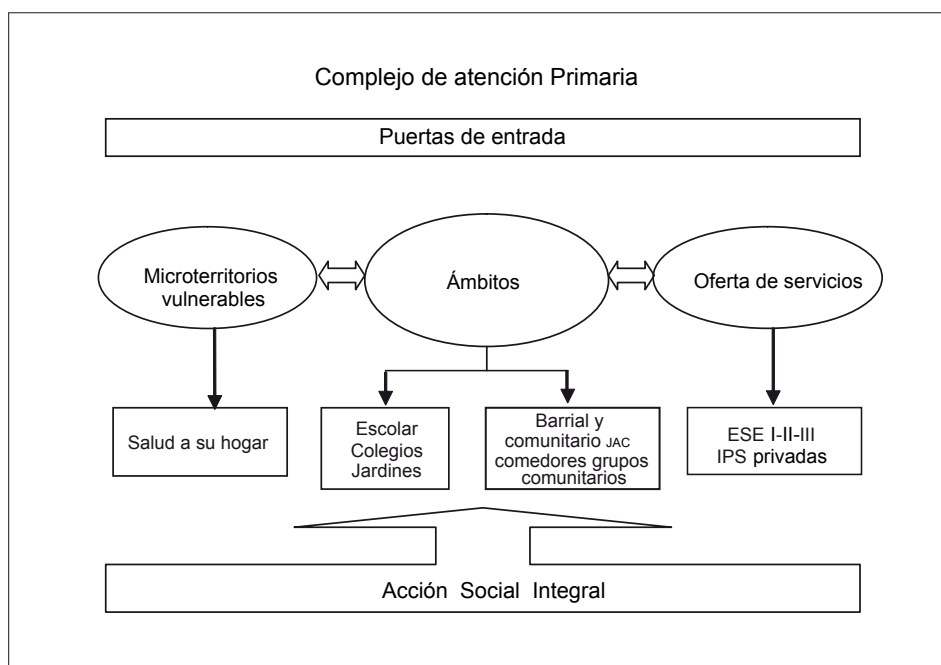 Complejo de atención Primaria
Puertas de entrada
Microterritorios
vulnerables
Ámbitos
Oferta de servicios
Salud a su hogar
Escolar
Colegios
Jardines
Barrial y
comunitario JAC
comedores grupos
comunitarios
ESE I-II-III
IPS privadas
Acción Social Integral